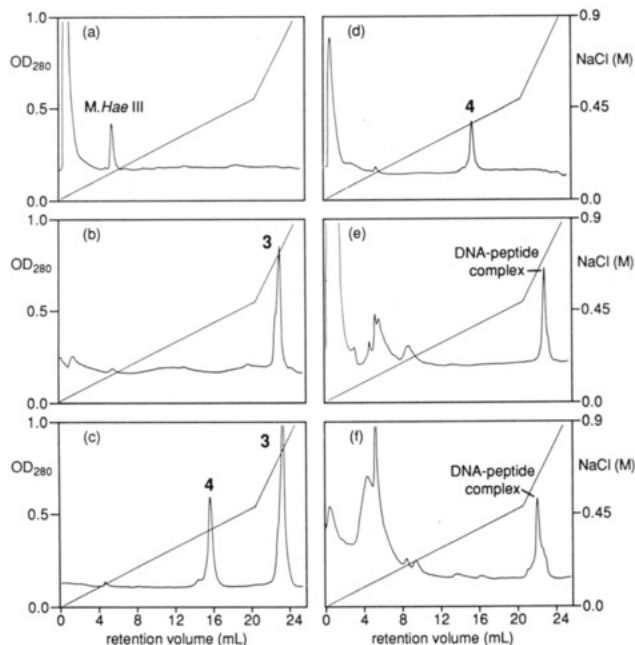 (a)
OD280
1.0
0.5
0.0
M.Hae III
(d)
4
0.9
NaCl (M)
0.45
0.0
(b)
OD280
1.0
0.5
0.0
3
(e)
DNA-peptide
complex
0.9
NaCl (M)
0.45
0.0
(c)
OD280
1.0
0.5
0.0
4
3
0 4 8 12 16 20 24
retention volume (mL)
(f)
DNA-peptide
complex
0.9
NaCl (M)
0.45
0.0
0 4 8 12 16 20 24
retention volume (mL)